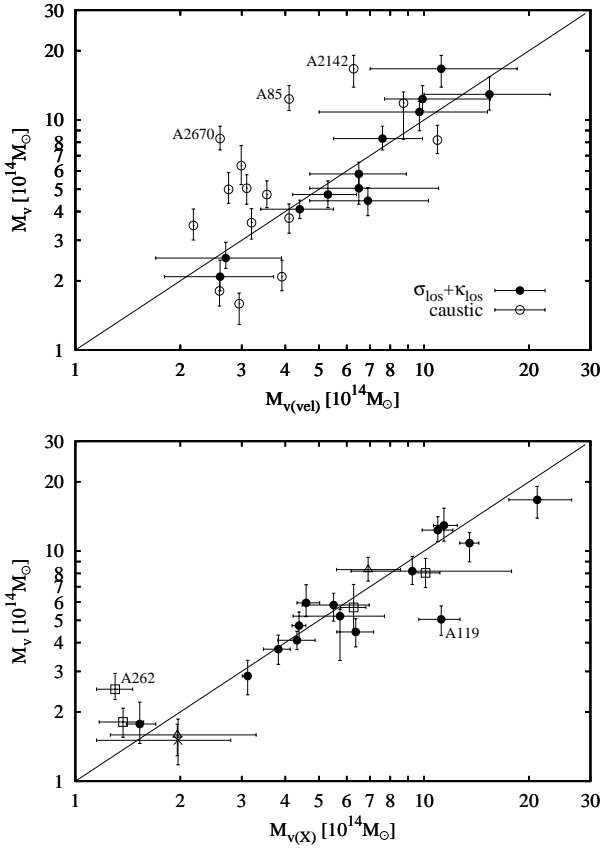 30
20
10
8
7
6
5
4
3
2
1
M_v [10^14 M_⊙]
A2142
A85
A2670
σ_los+κ_los
caustic
1 2 3 4 5 6 7 8 10 20 30
M_v(vel) [10^14 M_⊙]
30
20
10
8
7
6
5
4
3
2
1
M_v [10^14 M_⊙]
A262
A119
1 2 3 4 5 6 7 8 10 20 30
M_v(X) [10^14 M_⊙]